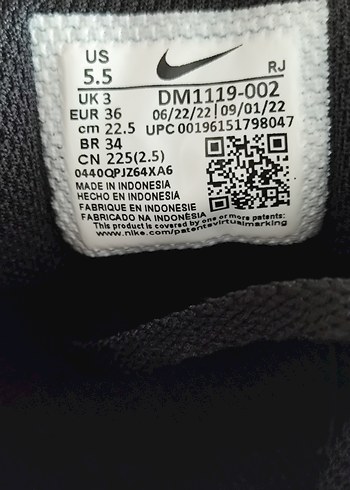 US
5.5
RJ
UK 3
DM1119-002
EUR 36
06/22/22 | 09/01/22
cm 22.5
UPC 00196151798047
BR 34
CN 225(2.5)
0440QPJZ64XA6
MADE IN INDONESIA
HECHO EN INDONESIA
FABRIQUE EN INDONESIE
FABRICADO NA INDONÉSIA
This product is covered by one or more patents:
www.nike.com/patentsvirtualmarking